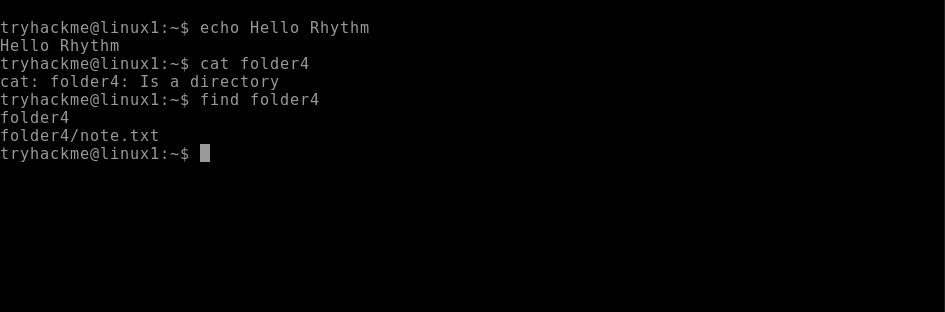 tryhackme@linux1:~$ echo Hello Rhythm
Hello Rhythm
tryhackme@linux1:~$ cat folder4
cat: folder4: Is a directory
tryhackme@linux1:~$ find folder4
folder4
folder4/note.txt
tryhackme@linux1:~$